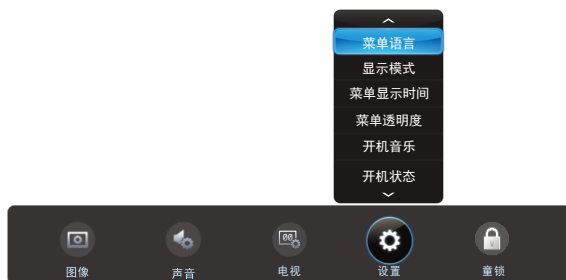 菜单语言
显示模式
菜单显示时间
菜单透明度
开机音乐
开机状态
图像
声音
电视
设置
童锁